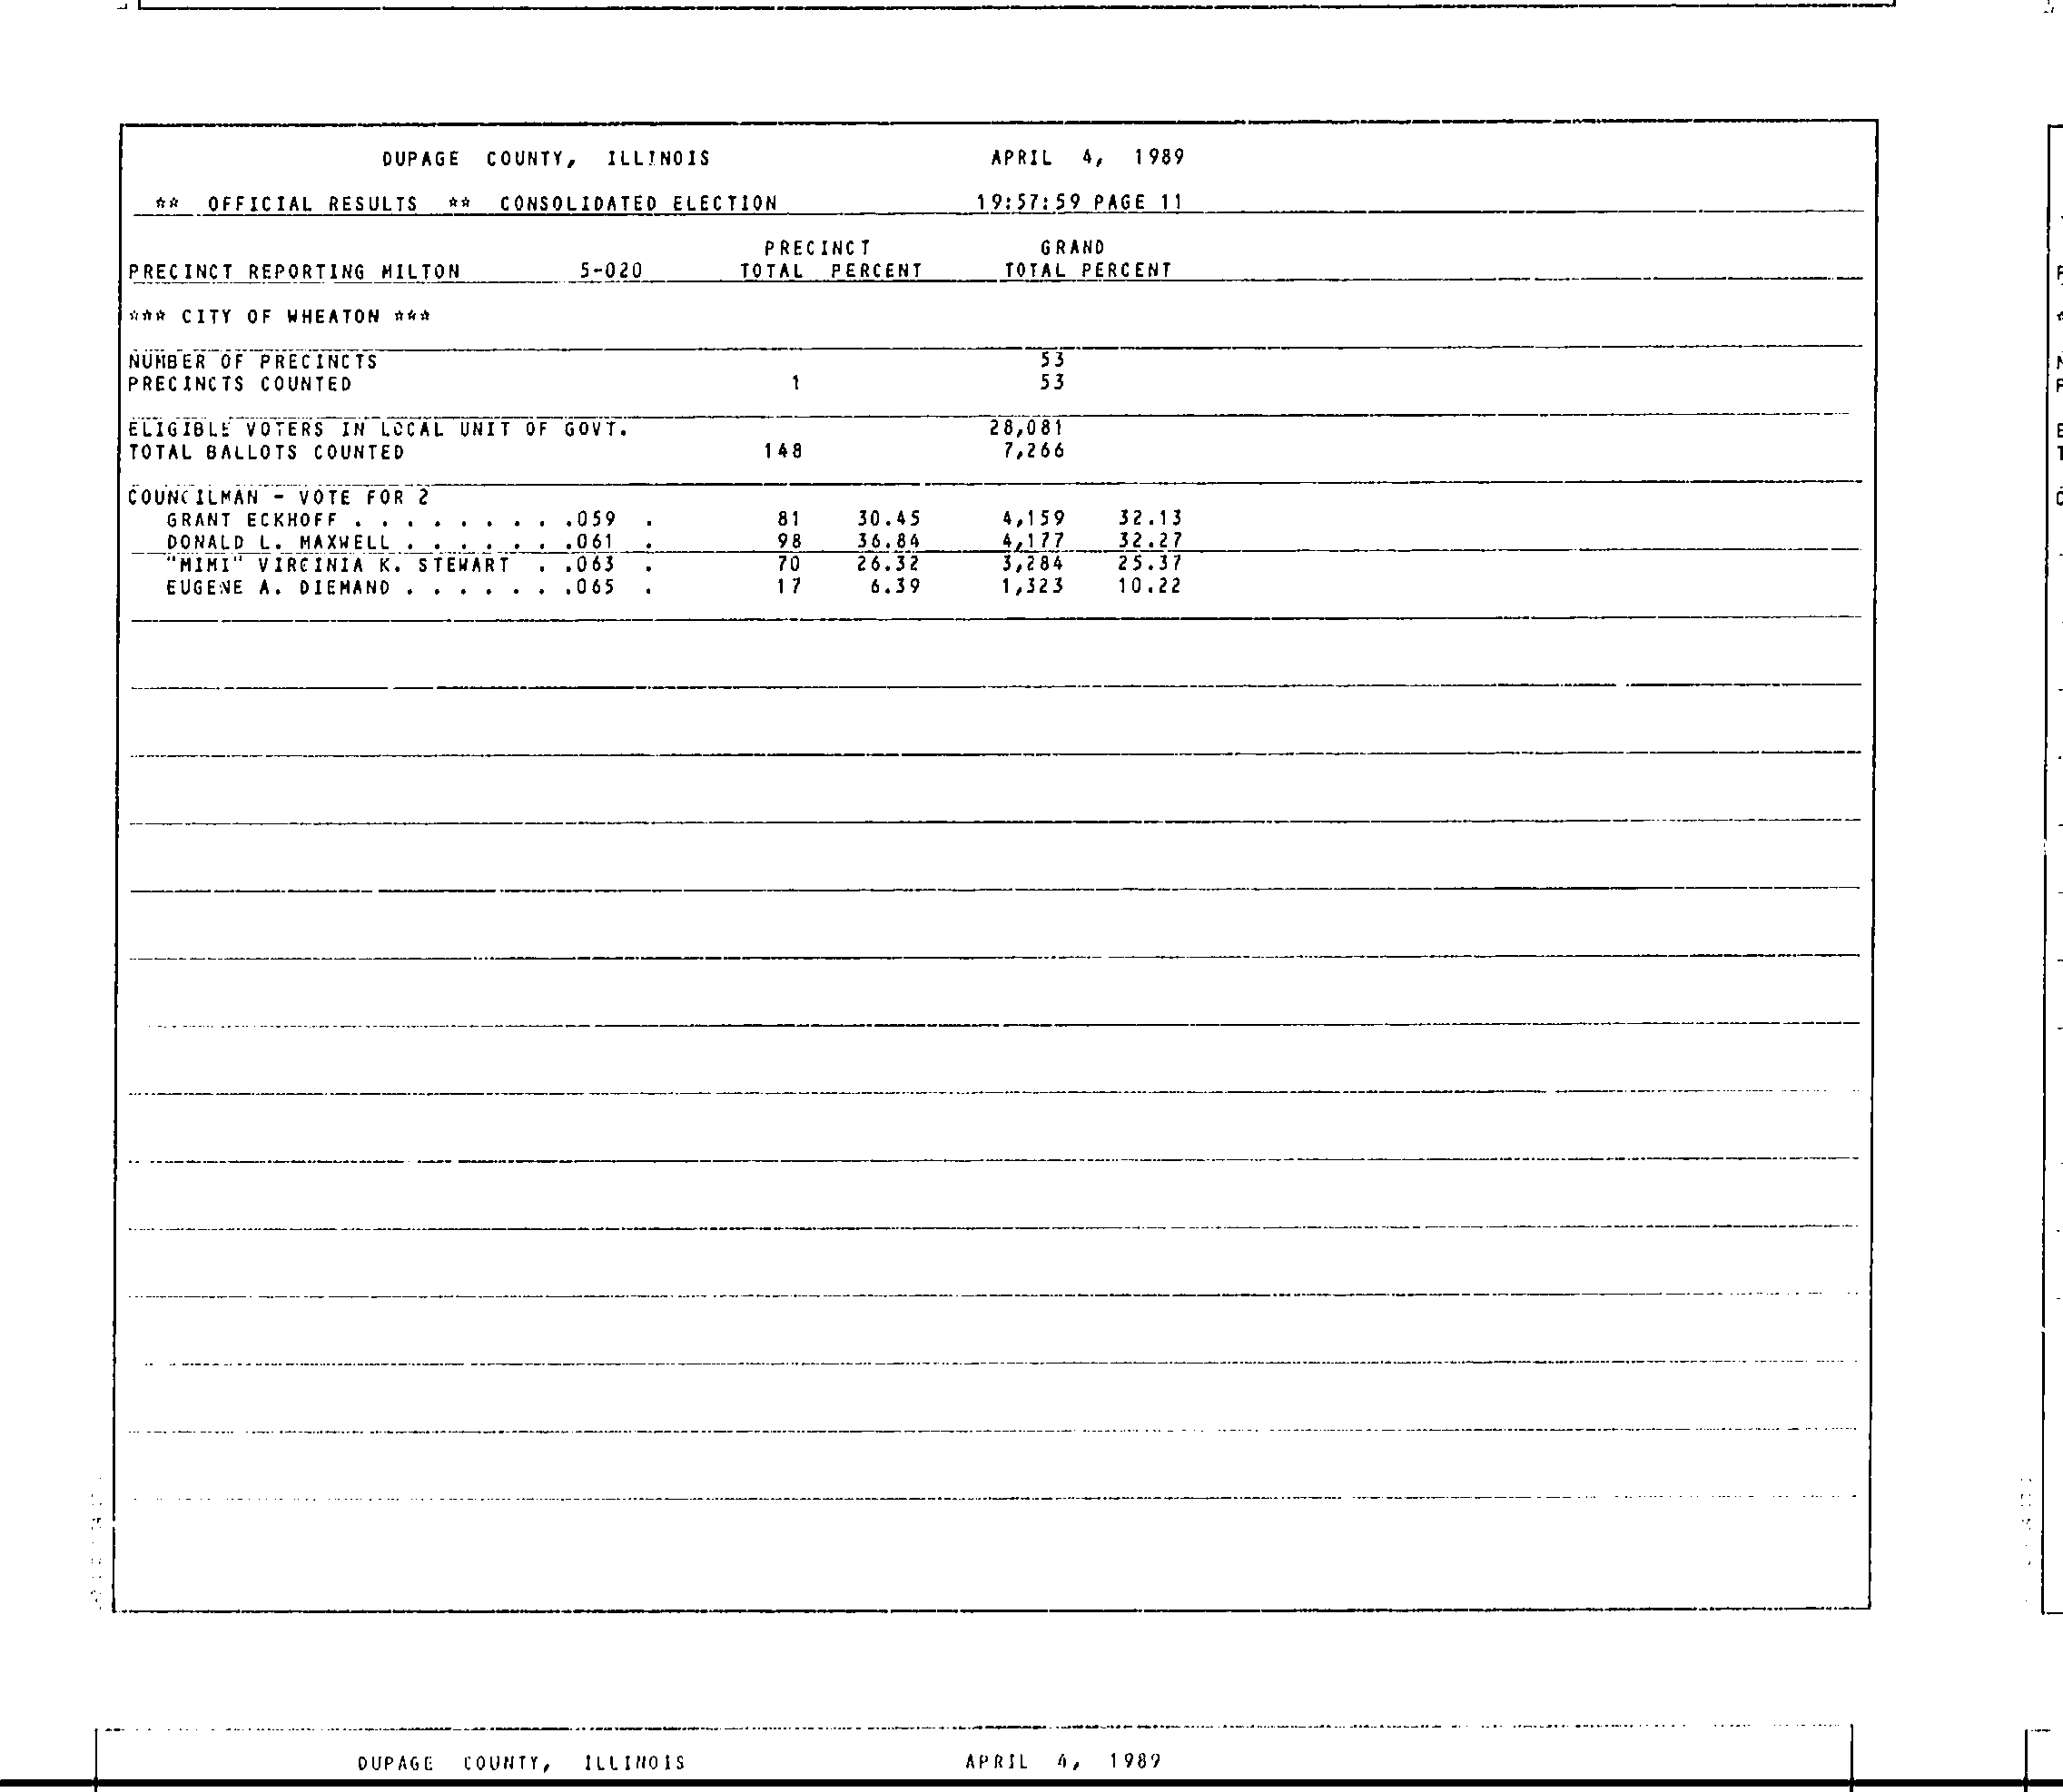 DUPAGE COUNTY, ILLINOIS APRIL 4, 1989
** OFFICIAL RESULTS ** CONSOLIDATED ELECTION 19:57:59 PAGE 11
PRECINCT GRAND
PRECINCT REPORTING MILTON 5-020 TOTAL PERCENT TOTAL PERCENT
*** CITY OF WHEATON ***
NUMBER OF PRECINCTS 53
PRECINCTS COUNTED 1 53
ELIGIBLE VOTERS IN LOCAL UNIT OF GOVT. 28,081
TOTAL BALLOTS COUNTED 148 7,266
COUNCILMAN - VOTE FOR 2
GRANT ECKHOFF . . . . . . . . .059 . 81 30.45 4,159 32.13
DONALD L. MAXWELL . . . . . . .061 . 98 36.84 4,177 32.27
"MIMI" VIRGINIA K. STEWART . .063 . 70 26.32 3,284 25.37
EUGENE A. DIEMAND . . . . . . .065 . 17 6.39 1,323 10.22
DUPAGE COUNTY, ILLINOIS APRIL 4, 1989